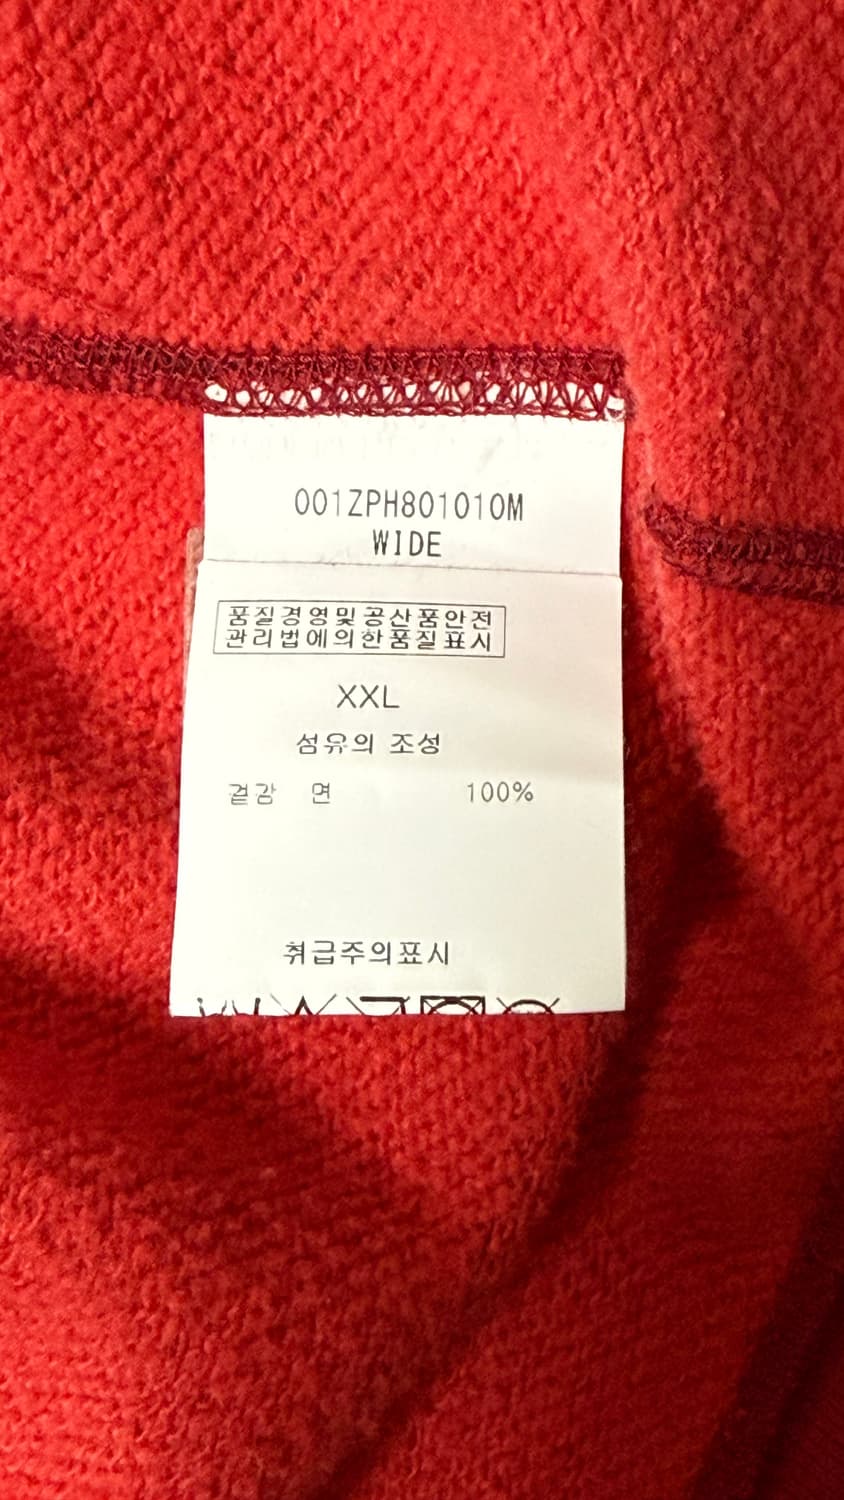 001ZPH801010M
WIDE
품질경영및공산품안전
관리법에의한품질표시
XXL
섬유의 조성
겉감 면 100%
취급주의표시